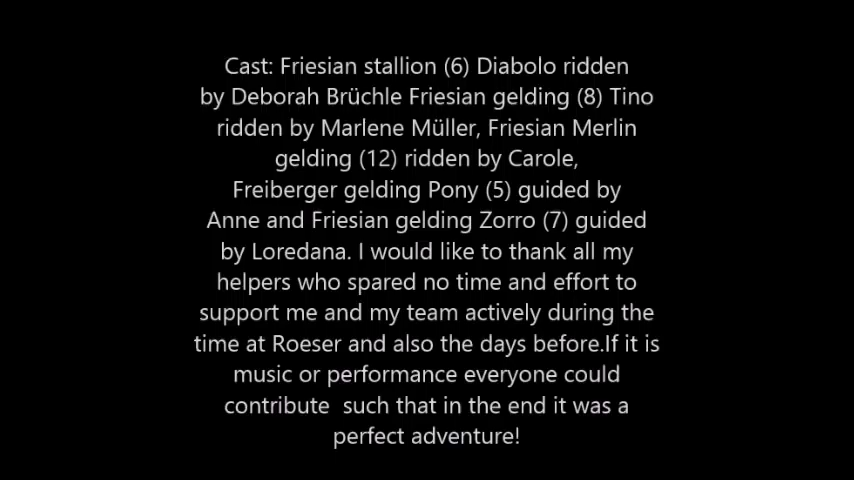 Cast: Friesian stallion (6) Diabolo ridden
by Deborah Brüchle Friesian gelding (8) Tino
ridden by Marlene Müller, Friesian Merlin
gelding (12) ridden by Carole,
Freiberger gelding Pony (5) guided by
Anne and Friesian gelding Zorro (7) guided
by Loredana. I would like to thank all my
helpers who spared no time and effort to
support me and my team actively during the
time at Roeser and also the days before.If it is
music or performance everyone could
contribute  such that in the end it was a
perfect adventure!